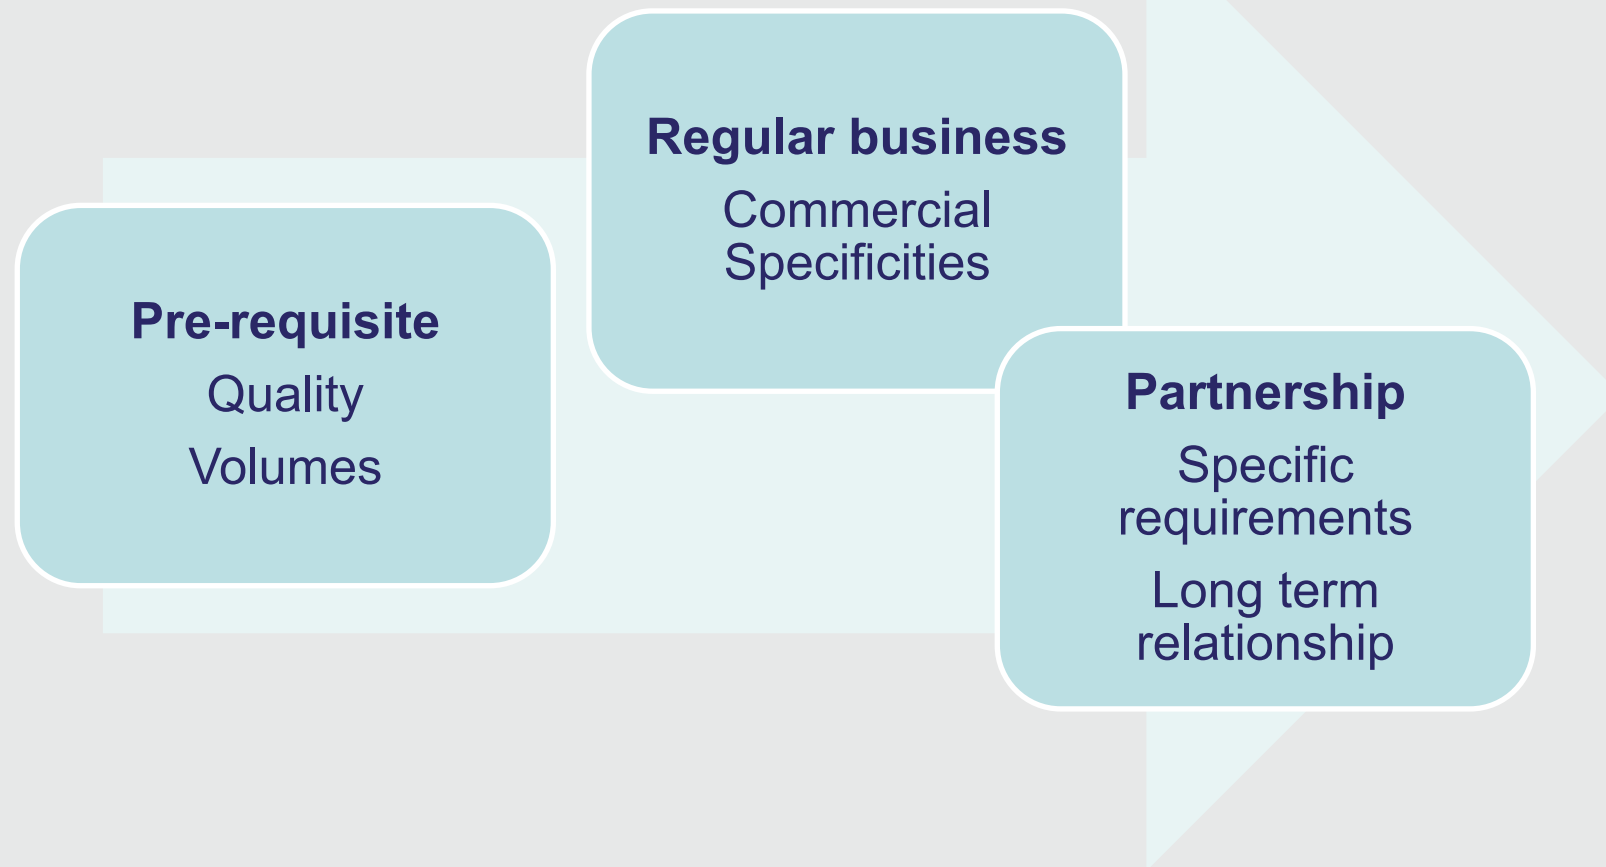 Pre-requisite
Quality
Volumes
Regular business
Commercial
Specificities
Partnership
Specific
requirements
Long term
relationship